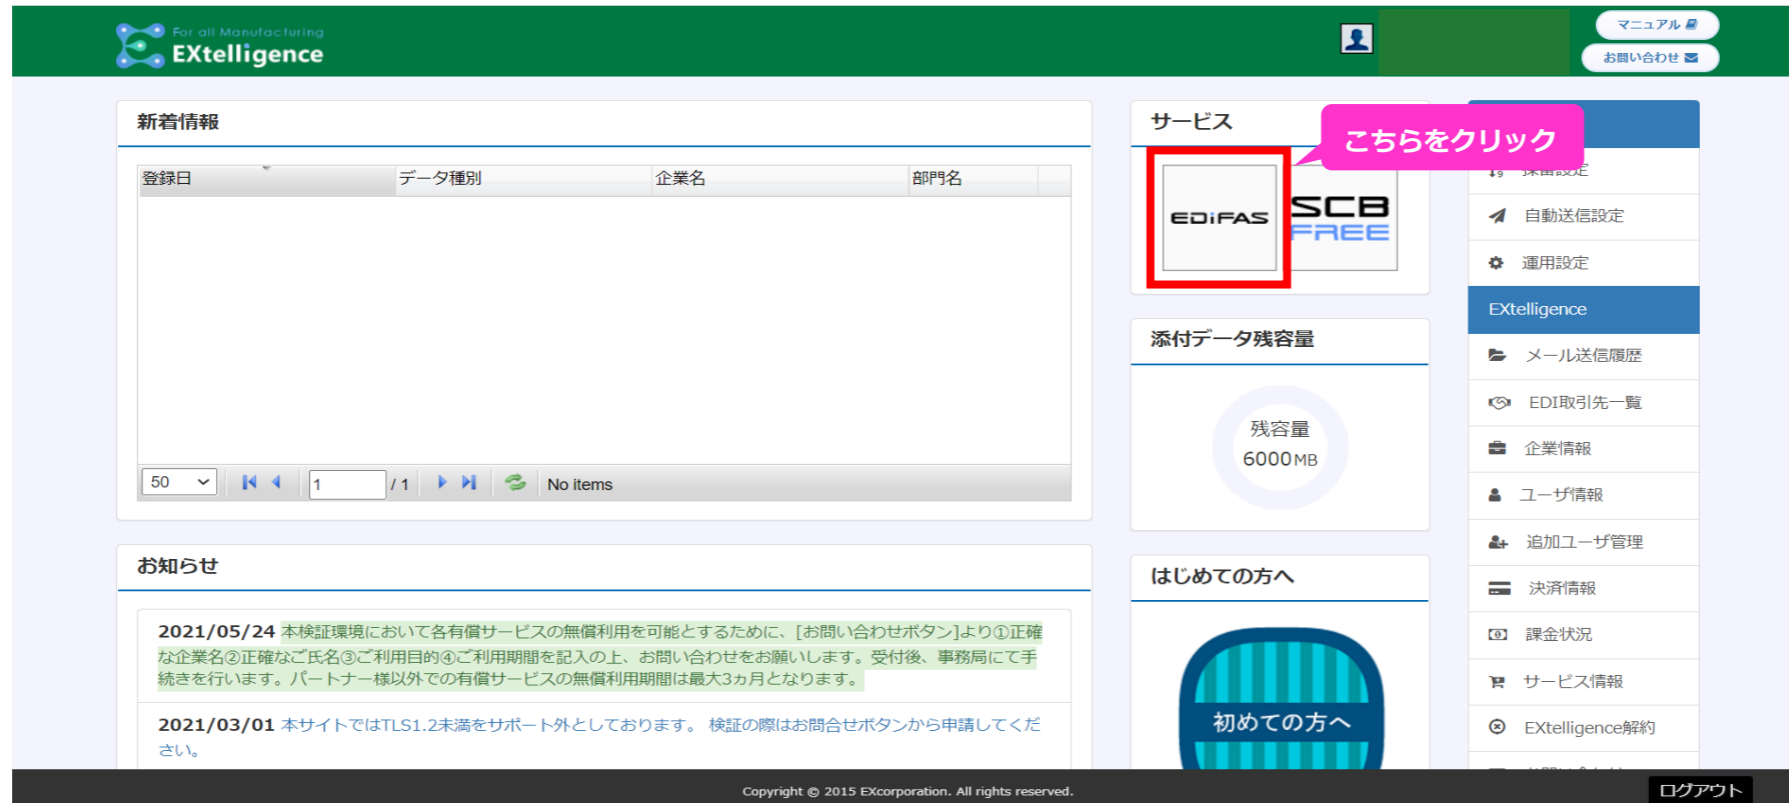 For all Manufacturing
EXtelligence
マニュアル
お問い合わせ
新着情報
登録日 データ種別 企業名 部門名
50 1 / 1 No items
お知らせ
2021/05/24 本検証環境において各有償サービスの無償利用を可能とするために、[お問い合わせボタン]より①正確
な企業名②正確なご氏名③ご利用目的④ご利用期間を記入の上、お問い合わせをお願いします。受付後、事務局にて手
続きを行います。パートナー様以外での有償サービスの無償利用期間は最大3ヵ月となります。
2021/03/01 本サイトではTLS1.2未満をサポート外としております。 検証の際はお問合せボタンから申請してくだ
さい。
サービス
こちらをクリック
EDiFAS
SCB
FREE
添付データ残容量
残容量
6000MB
はじめての方へ
初めての方へ
自動送信設定
運用設定
EXtelligence
メール送信履歴
EDI取引先一覧
企業情報
ユーザ情報
追加ユーザ管理
決済情報
課金状況
サービス情報
EXtelligence解約
Copyright © 2015 EXcorporation. All rights reserved.
ログアウト